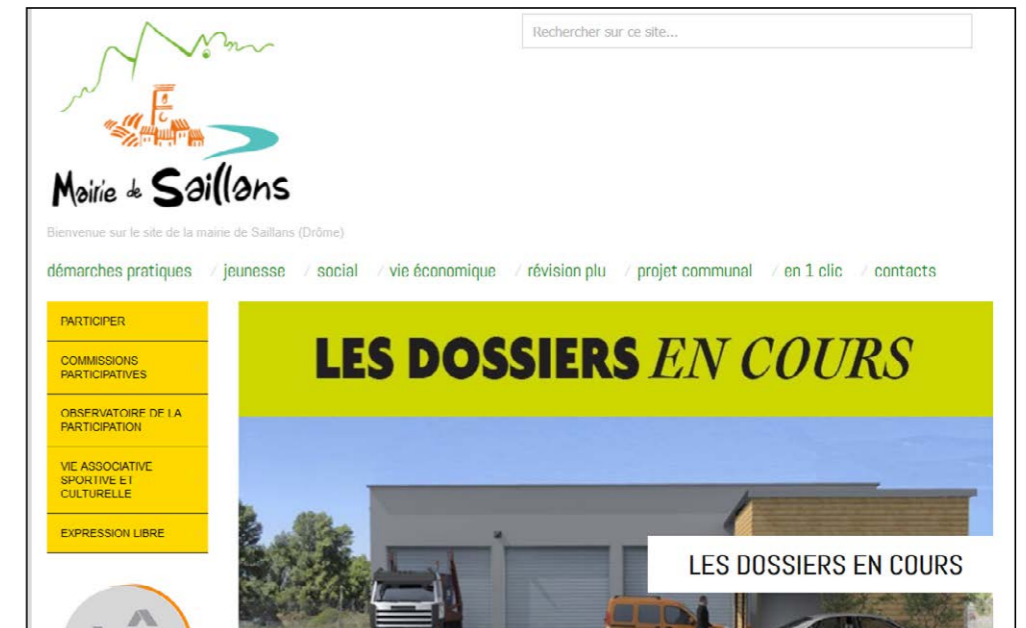 Rechercher sur ce site...
Mairie de Saillans
Bienvenue sur le site de la mairie de Saillans (Drôme)
démarches pratiques / jeunesse / social / vie économique / révision plu / projet communal / en 1 clic / contacts
PARTICIPER
COMMISSIONS
PARTICIPATIVES
OBSERVATOIRE DE LA
PARTICIPATION
VIE ASSOCIATIVE
SPORTIVE ET
CULTURELLE
EXPRESSION LIBRE
LES DOSSIERS EN COURS
LES DOSSIERS EN COURS